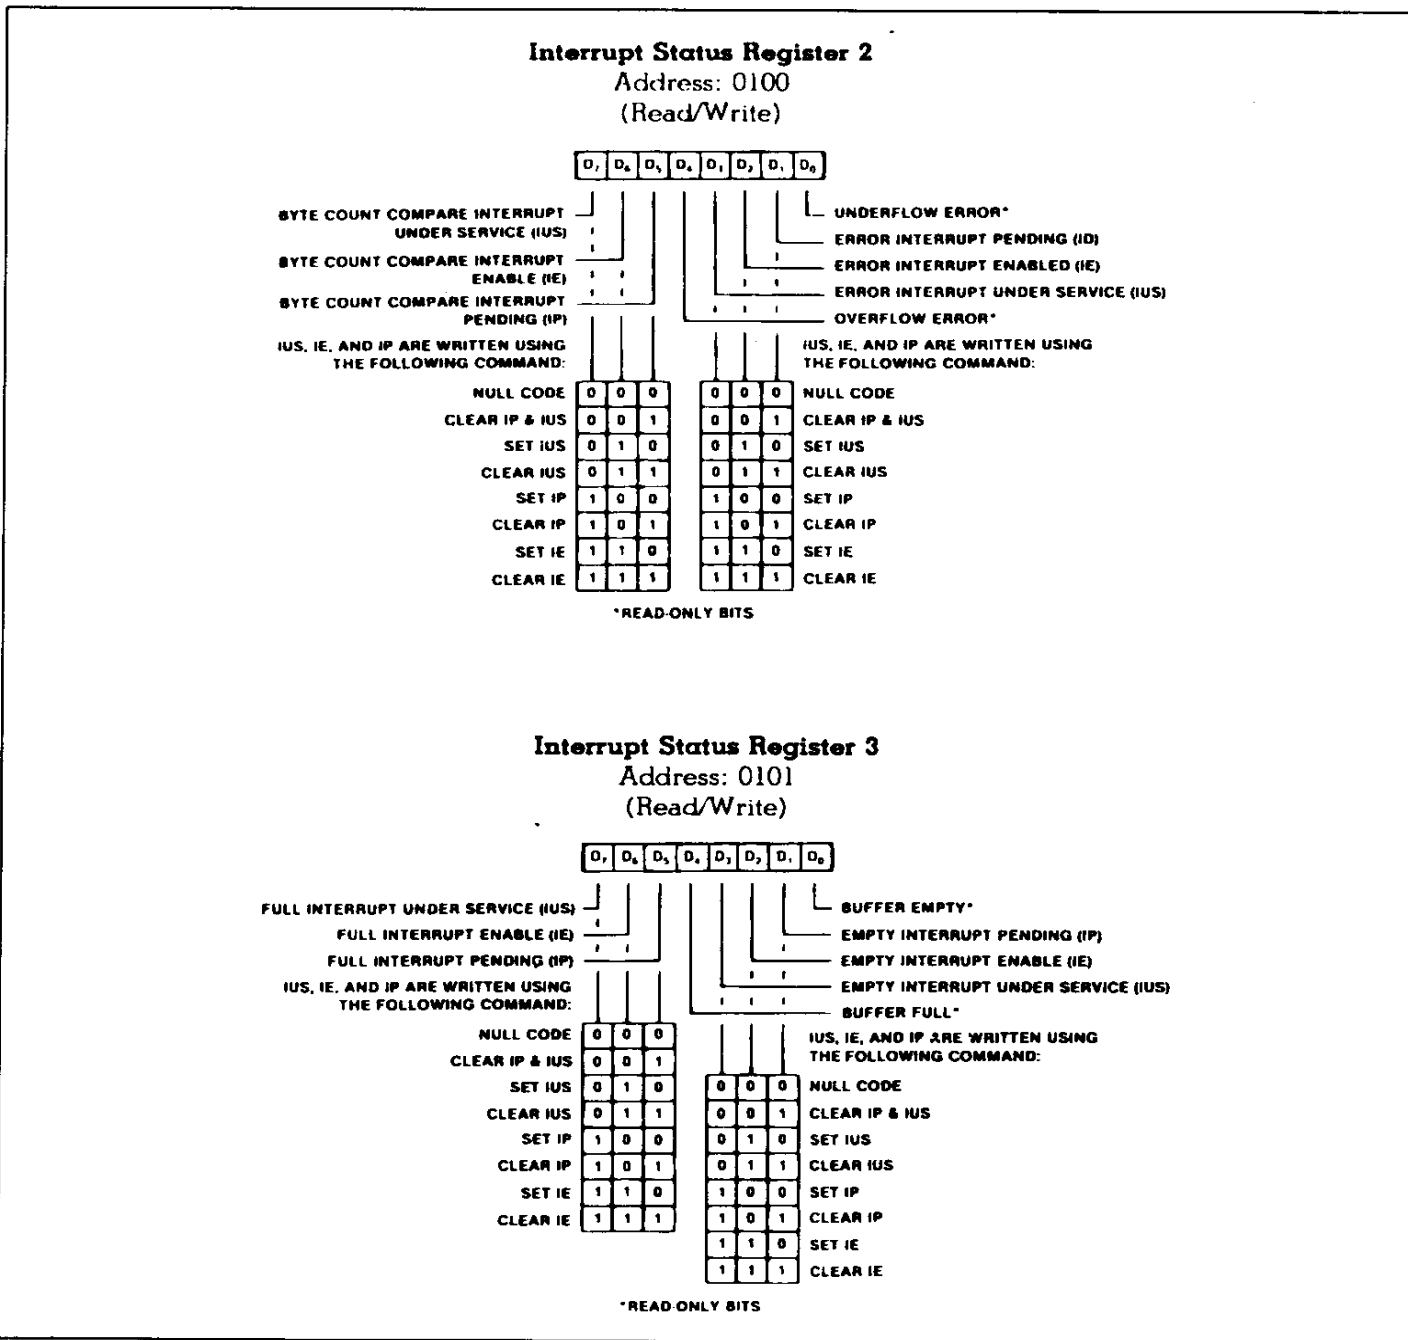 Interrupt Status Register 2
Address: 0100
(Read/Write)
D7 D6 D5 D4 D3 D2 D1 D0
BYTE COUNT COMPARE INTERRUPT
UNDER SERVICE (IUS)
BYTE COUNT COMPARE INTERRUPT
ENABLE (IE)
BYTE COUNT COMPARE INTERRUPT
PENDING (IP)
IUS, IE, AND IP ARE WRITTEN USING
THE FOLLOWING COMMAND:
UNDERFLOW ERROR*
ERROR INTERRUPT PENDING (ID)
ERROR INTERRUPT ENABLED (IE)
ERROR INTERRUPT UNDER SERVICE (IUS)
OVERFLOW ERROR*
IUS, IE, AND IP ARE WRITTEN USING
THE FOLLOWING COMMAND:
NULL CODE 0 0 0 0 0 0 NULL CODE
CLEAR IP & IUS 0 0 1 0 0 1 CLEAR IP & IUS
SET IUS 0 1 0 0 1 0 SET IUS
CLEAR IUS 0 1 1 0 1 1 CLEAR IUS
SET IP 1 0 0 1 0 0 SET IP
CLEAR IP 1 0 1 1 0 1 CLEAR IP
SET IE 1 1 0 1 1 0 SET IE
CLEAR IE 1 1 1 1 1 1 CLEAR IE
*READ-ONLY BITS
Interrupt Status Register 3
Address: 0101
(Read/Write)
D7 D6 D5 D4 D3 D2 D1 D0
FULL INTERRUPT UNDER SERVICE (IUS)
FULL INTERRUPT ENABLE (IE)
FULL INTERRUPT PENDING (IP)
IUS, IE, AND IP ARE WRITTEN USING
THE FOLLOWING COMMAND:
NULL CODE 0 0 0
CLEAR IP & IUS 0 0 1
SET IUS 0 1 0
CLEAR IUS 0 1 1
SET IP 1 0 0
CLEAR IP 1 0 1
SET IE 1 1 0
CLEAR IE 1 1 1
BUFFER EMPTY*
EMPTY INTERRUPT PENDING (IP)
EMPTY INTERRUPT ENABLE (IE)
EMPTY INTERRUPT UNDER SERVICE (IUS)
BUFFER FULL*
IUS, IE, AND IP ARE WRITTEN USING
THE FOLLOWING COMMAND:
0 0 0 NULL CODE
0 0 1 CLEAR IP & IUS
0 1 0 SET IUS
0 1 1 CLEAR IUS
1 0 0 SET IP
1 0 1 CLEAR IP
1 1 0 SET IE
1 1 1 CLEAR IE
*READ-ONLY BITS